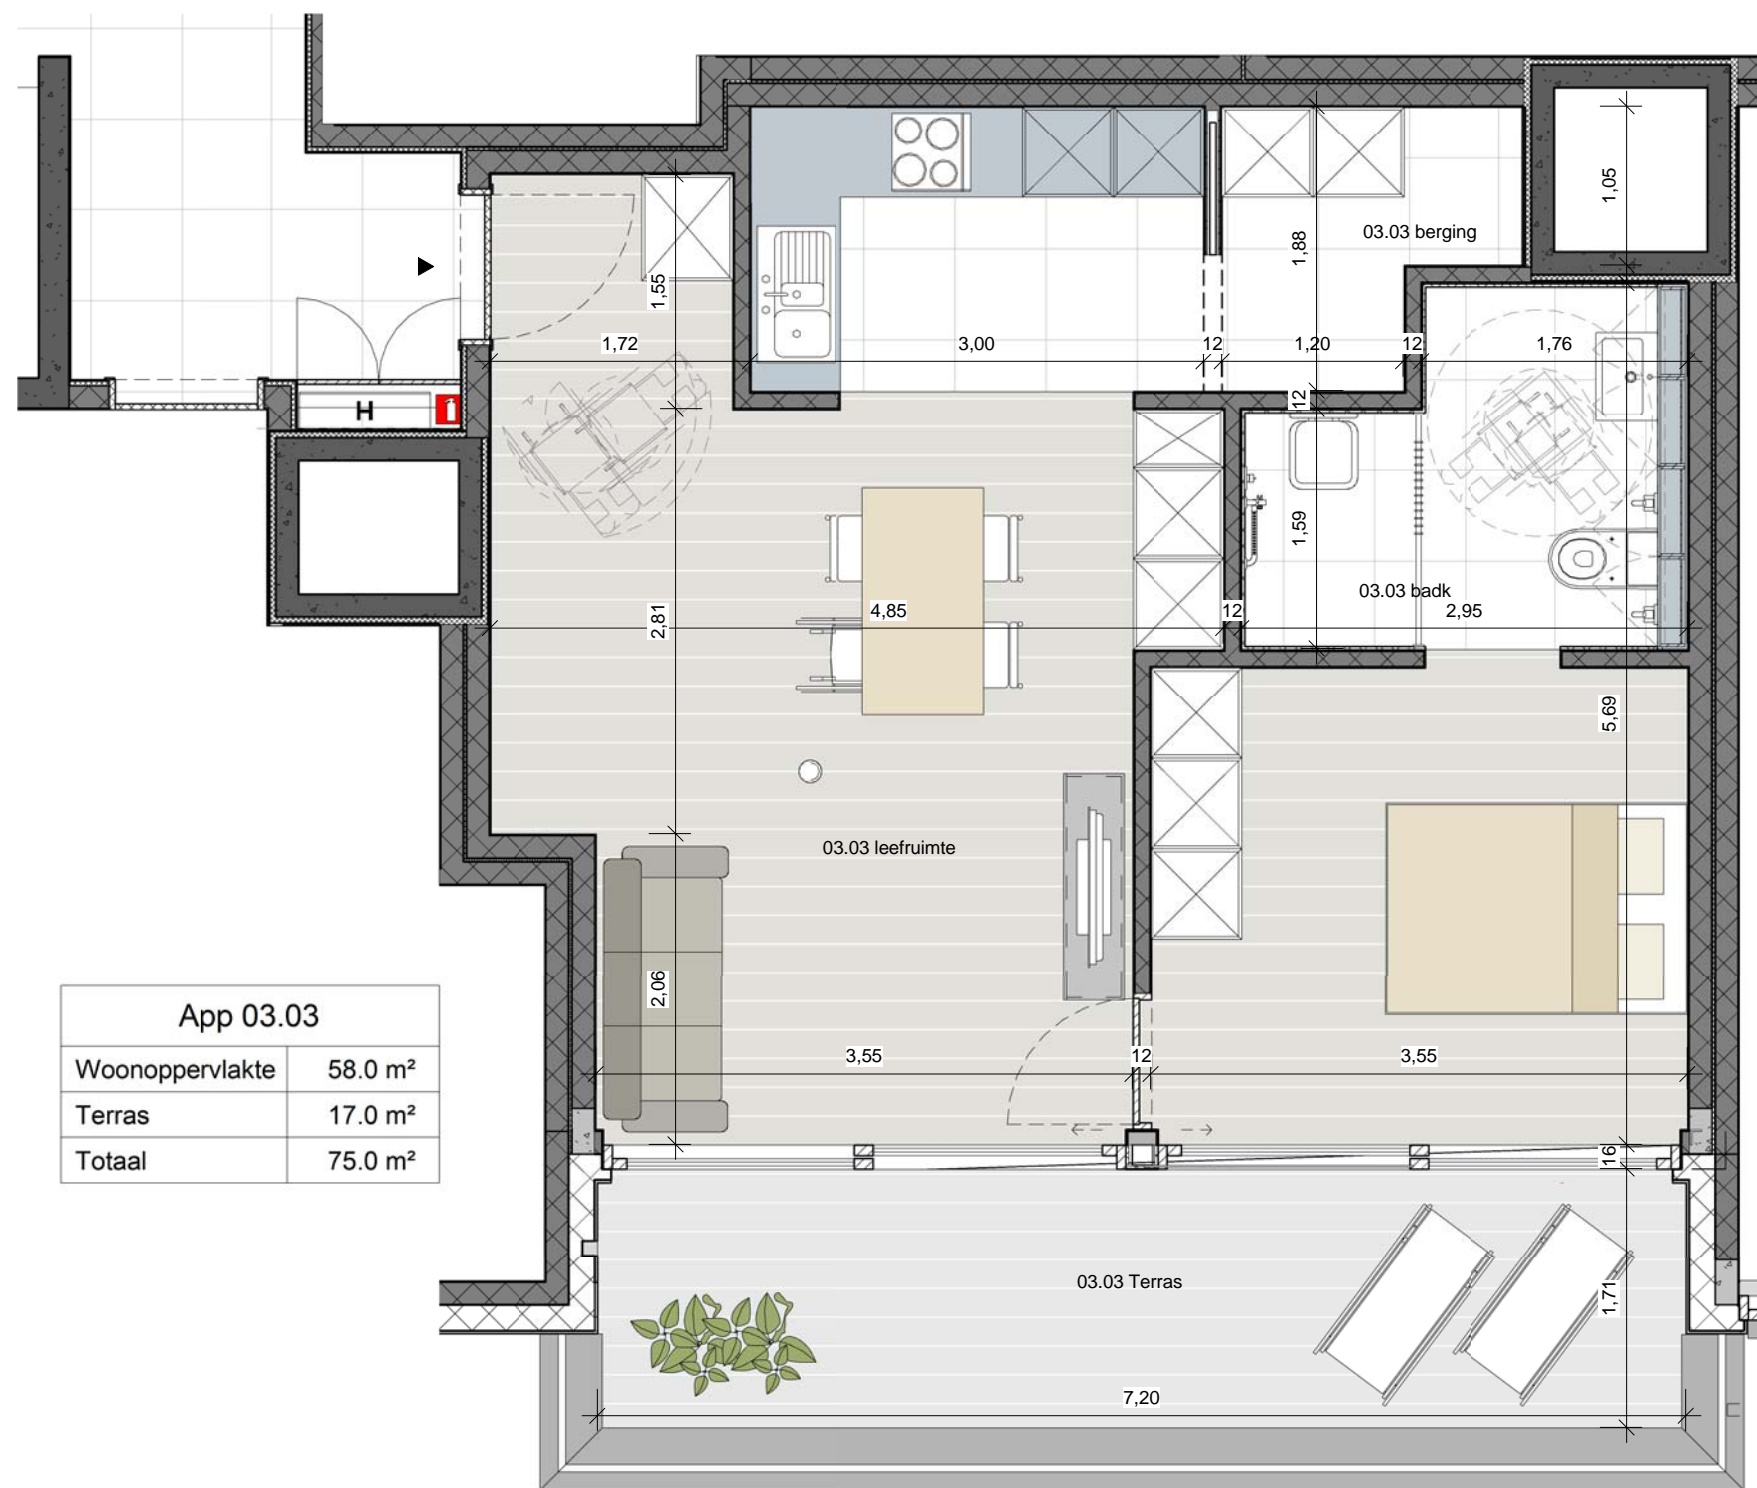 1,05
03.03 berging
1,88
1,55
1,72
3,00
12
1,20
12
1,76
12
H
1,59
03.03 badk
2,81
4,85
12
2,95
5,69
03.03 leefruimte
2,06
App 03.03
3,55
12
3,55
Woonoppervlakte 58.0 m²
Terras 17.0 m²
Totaal 75.0 m²
16
03.03 Terras
1,71
7,20